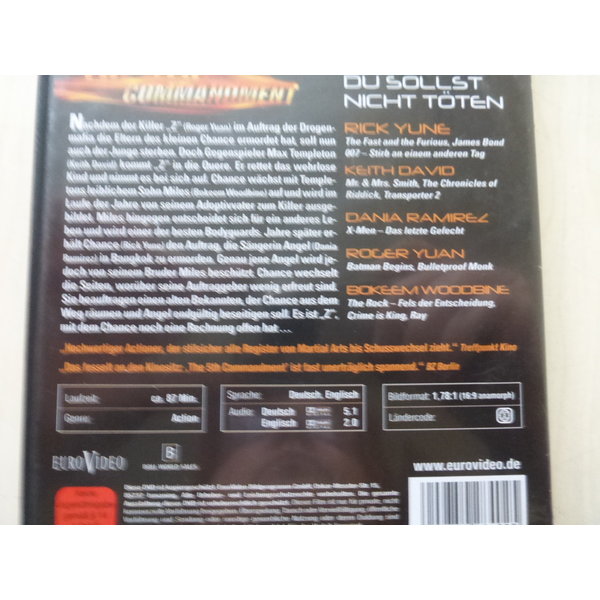 COMMANDMENT
DU SOLLST
NICHT TÖTEN
Nachdem der Killer „Z“ (Roger Yuan) im Auftrag der Drogen-
mafia die Eltern des kleinen Chance ermordet hat, soll nun
auch der Junge sterben. Doch Gegenspieler Max Templeton
(Keith David) kommt „Z“ in die Quere. Er rettet das wehrlose
Kind und nimmt es bei sich auf. Chance wächst mit Temple-
tons leiblichem Sohn Miles (Bokeem Woodbine) auf und wird im
Laufe der Jahre von seinem Adoptivvater zum Killer ausge-
bildet. Miles hingegen entscheidet sich für ein anderes Le-
ben und wird einer der besten Bodyguards. Jahre später er-
hält Chance (Rick Yune) den Auftrag, die Sängerin Angel (Dania
Ramirez) in Bangkok zu ermorden. Genau jene Angel wird je-
doch von seinem Bruder Miles beschützt. Chance wechselt
die Seiten, worüber seine Auftraggeber wenig erfreut sind.
Sie beauftragen einen alten Bekannten, der Chance aus dem
Weg räumen und Angel endgültig beseitigen soll. Es ist „Z“,
mit dem Chance noch eine Rechnung offen hat ...
RICK YUNE
The Fast and the Furious, James Bond
007 – Stirb an einem anderen Tag
KEITH DAVID
Mr. & Mrs. Smith, The Chronicles of
Riddick, Transporter 2
DANIA RAMIREZ
X-Men – Das letzte Gefecht
ROGER YUAN
Batman Begins, Bulletproof Monk
BOKEEM WOODBINE
The Rock – Fels der Entscheidung,
Crime is King, Ray
„Hochwertiger Actioner, der stilsicher alle Register von Martial Arts bis Schusswechsel zieht.“ Treffpunkt Kino
„Das fesselt an den Kinositz. ‚The 5th Commandment‘ ist fast unerträglich spannend.“ BZ Berlin
Laufzeit: ca. 87 Min.
Genre: Action
Sprache: Deutsch, Englisch
Audio: Deutsch 5.1
Englisch 2.0
Bildformat: 1,78:1 (16:9 anamorph)
Ländercode:
EUROVIDEO
www.eurovideo.de